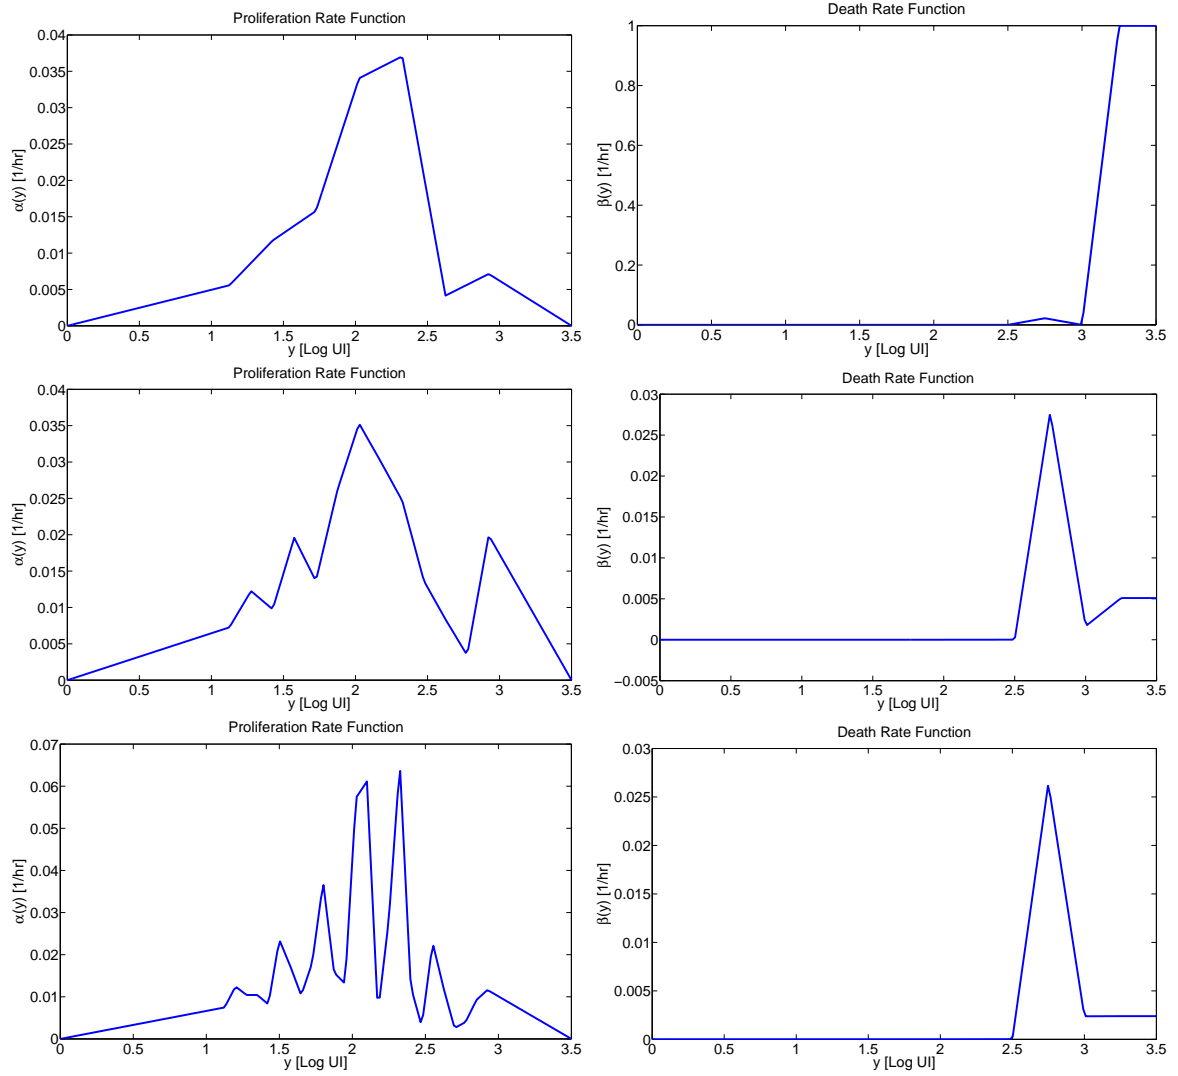 Proliferation Rate Function
0.04
0.035
0.03
0.025
0.02
0.015
0.01
0.005
0
0 0.5 1 1.5 2 2.5 3 3.5
α(y) [1/hr]
y [Log UI]
Death Rate Function
1
0.8
0.6
0.4
0.2
0
0 0.5 1 1.5 2 2.5 3 3.5
β(y) [1/hr]
y [Log UI]
Proliferation Rate Function
0.04
0.035
0.03
0.025
0.02
0.015
0.01
0.005
0
0 0.5 1 1.5 2 2.5 3 3.5
α(y) [1/hr]
y [Log UI]
Death Rate Function
0.03
0.025
0.02
0.015
0.01
0.005
0
−0.005
0 0.5 1 1.5 2 2.5 3 3.5
β(y) [1/hr]
y [Log UI]
Proliferation Rate Function
0.07
0.06
0.05
0.04
0.03
0.02
0.01
0
0 0.5 1 1.5 2 2.5 3 3.5
α(y) [1/hr]
y [Log UI]
Death Rate Function
0.03
0.025
0.02
0.015
0.01
0.005
0
0 0.5 1 1.5 2 2.5 3 3.5
β(y) [1/hr]
y [Log UI]